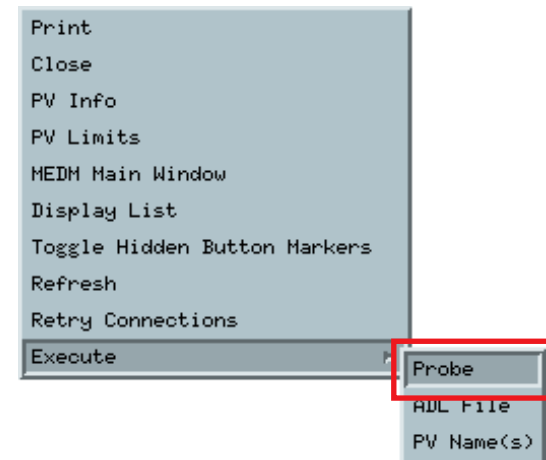 Print
Close
PV Info
PV Limits
MEDM Main Window
Display List
Toggle Hidden Button Markers
Refresh
Retry Connections
Execute
Probe
ADL File
PV Name(s)